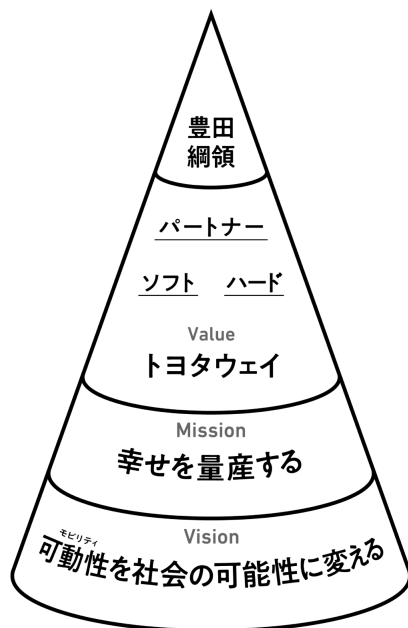 豊田
綱領
パートナー
ソフト ハード
Value
トヨタウェイ
Mission
幸せを量産する
Vision
モビリティ
可動性を社会の可能性に変える